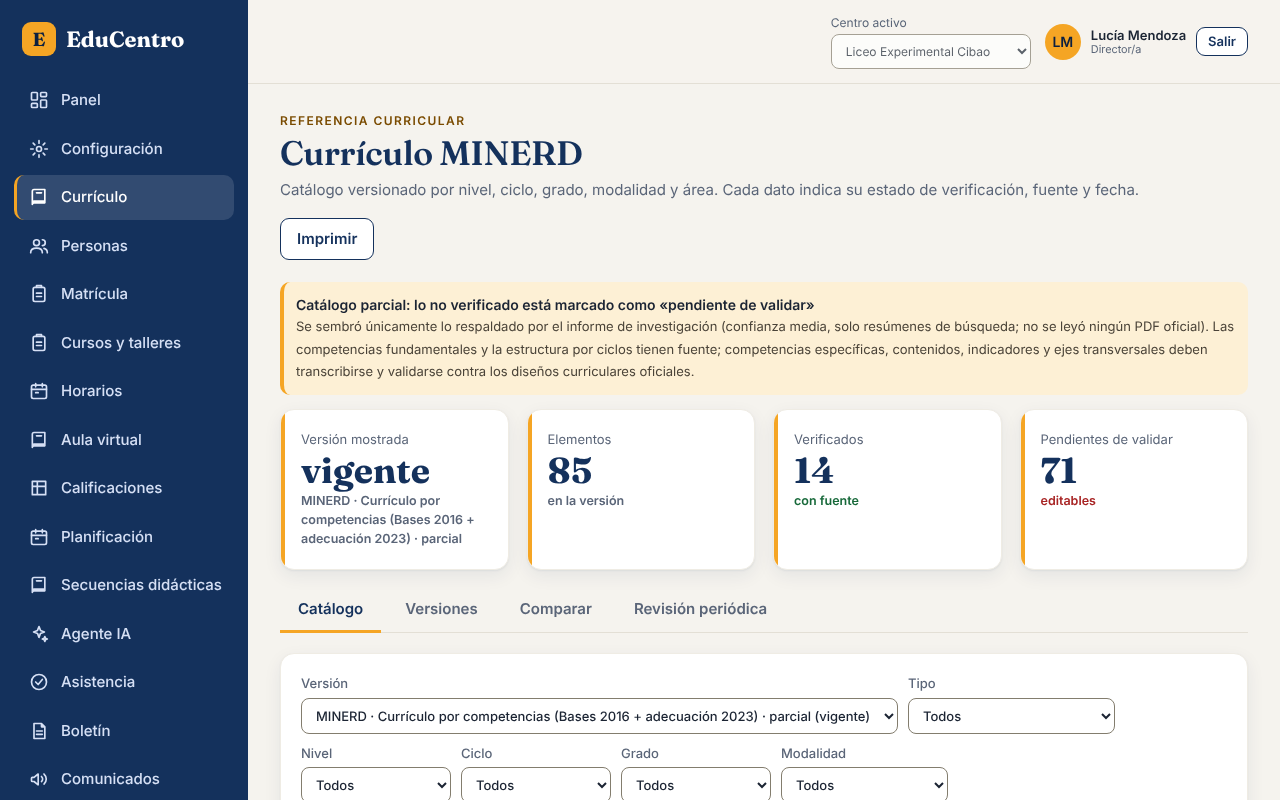 E EduCentro
Panel
Configuración
Currículo
Personas
Matrícula
Cursos y talleres
Horarios
Aula virtual
Calificaciones
Planificación
Secuencias didácticas
Agente IA
Asistencia
Boletín
Comunicados
Centro activo
Liceo Experimental Cibao
LM
Lucía Mendoza
Director/a
Salir
REFERENCIA CURRICULAR
Currículo MINERD
Catálogo versionado por nivel, ciclo, grado, modalidad y área. Cada dato indica su estado de verificación, fuente y fecha.
Imprimir
Catálogo parcial: lo no verificado está marcado como «pendiente de validar»
Se sembró únicamente lo respaldado por el informe de investigación (confianza media, solo resúmenes de búsqueda; no se leyó ningún PDF oficial). Las
competencias fundamentales y la estructura por ciclos tienen fuente; competencias específicas, contenidos, indicadores y ejes transversales deben
transcribirse y validarse contra los diseños curriculares oficiales.
Versión mostrada
vigente
MINERD · Currículo por
competencias (Bases 2016 +
adecuación 2023) · parcial
Elementos
85
en la versión
Verificados
14
con fuente
Pendientes de validar
71
editables
Catálogo Versiones Comparar Revisión periódica
Versión Tipo
MINERD · Currículo por competencias (Bases 2016 + adecuación 2023) · parcial (vigente) Todos
Nivel Ciclo Grado Modalidad
Todos Todos Todos Todos